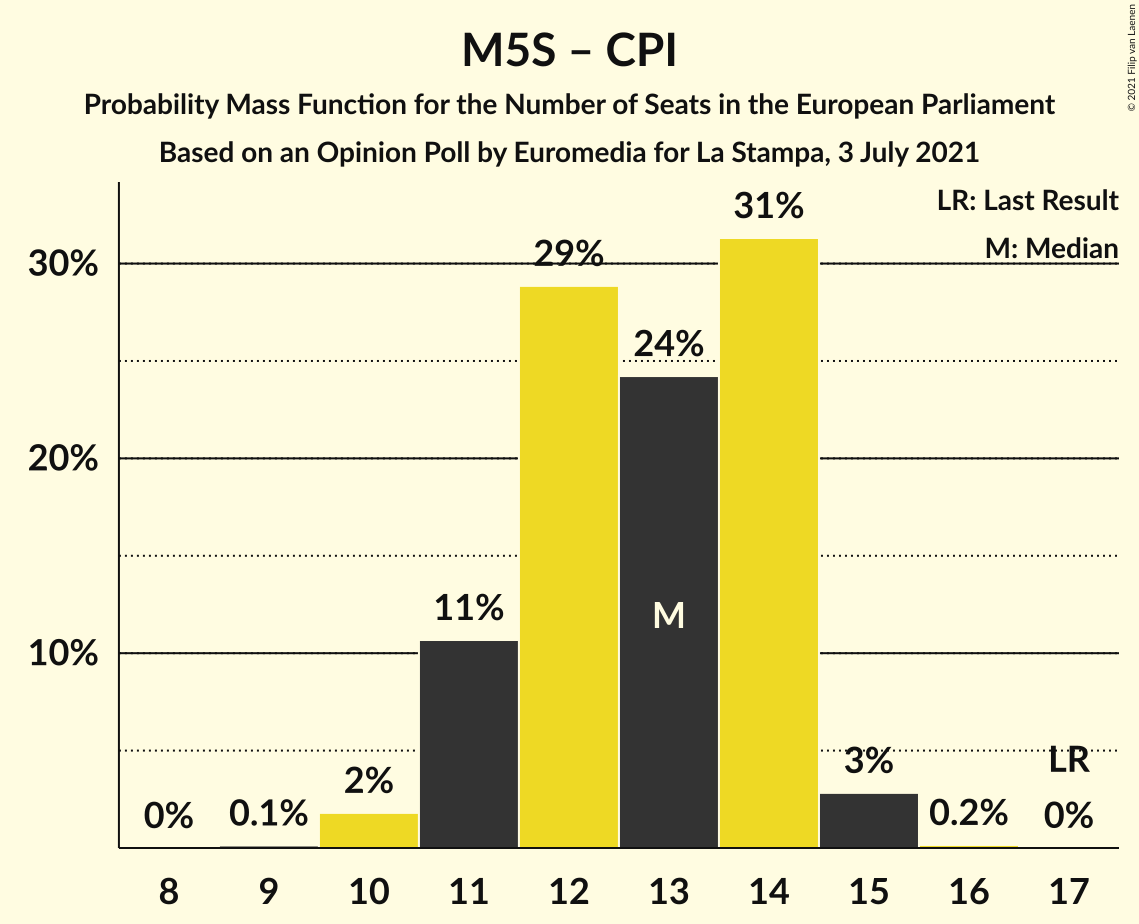 M5S – CPI
Probability Mass Function for the Number of Seats in the European Parliament
Based on an Opinion Poll by Euromedia for La Stampa, 3 July 2021
© 2021 Filip van Laenen
LR: Last Result
M: Median
30%
20%
10%
0%
0.1%
2%
11%
29%
24%
M
31%
3%
0.2%
LR
0%
8 9 10 11 12 13 14 15 16 17